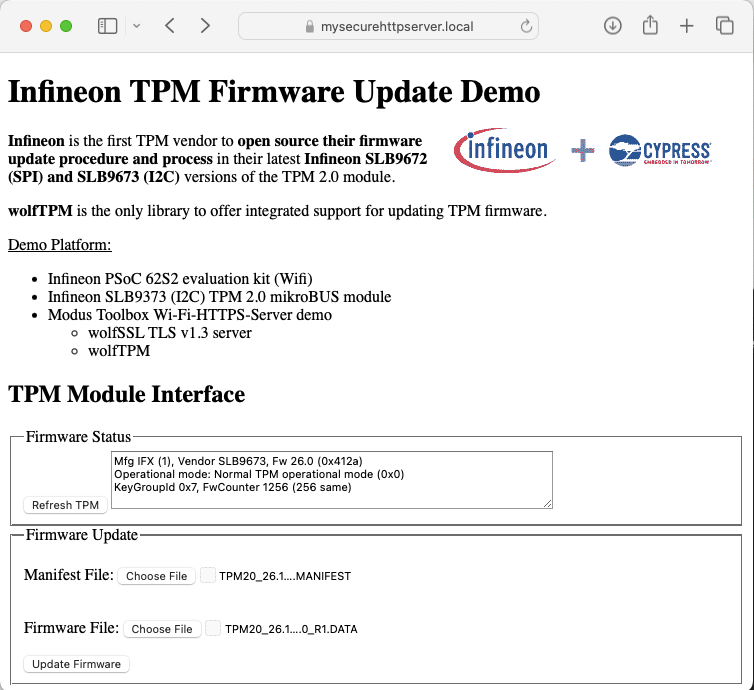 mysecurehttpserver.local
Infineon TPM Firmware Update Demo
Infineon is the first TPM vendor to open source their firmware
update procedure and process in their latest Infineon SLB9672
(SPI) and SLB9673 (I2C) versions of the TPM 2.0 module.
infineon
CYPRESS
EMBEDDED IN TOMORROW
wolfTPM is the only library to offer integrated support for updating TPM firmware.
Demo Platform:
Infineon PSoC 62S2 evaluation kit (Wifi)
Infineon SLB9373 (I2C) TPM 2.0 mikroBUS module
Modus Toolbox Wi-Fi-HTTPS-Server demo
wolfSSL TLS v1.3 server
wolfTPM
TPM Module Interface
Firmware Status
Mfg IFX (1), Vendor SLB9673, Fw 26.0 (0x412a)
Operational mode: Normal TPM operational mode (0x0)
KeyGroupId 0x7, FwCounter 1256 (256 same)
Refresh TPM
Firmware Update
Manifest File: Choose File TPM20_26.1....MANIFEST
Firmware File: Choose File TPM20_26.1....0_R1.DATA
Update Firmware